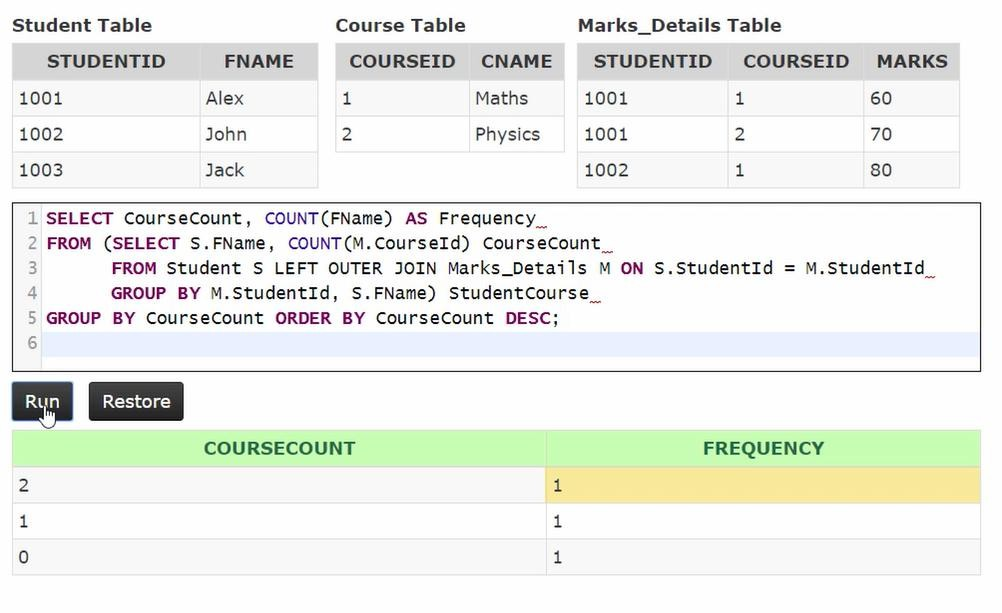 Student Table
STUDENTID FNAME
1001 Alex
1002 John
1003 Jack
Course Table
COURSEID CNAME
1 Maths
2 Physics
Marks_Details Table
STUDENTID COURSEID MARKS
1001 1 60
1001 2 70
1002 1 80
1 SELECT CourseCount, COUNT(FName) AS Frequency
2 FROM (SELECT S.FName, COUNT(M.CourseId) CourseCount
3 FROM Student S LEFT OUTER JOIN Marks_Details M ON S.StudentId = M.StudentId
4 GROUP BY M.StudentId, S.FName) StudentCourse
5 GROUP BY CourseCount ORDER BY CourseCount DESC;
6
Run Restore
COURSECOUNT FREQUENCY
2 1
1 1
0 1